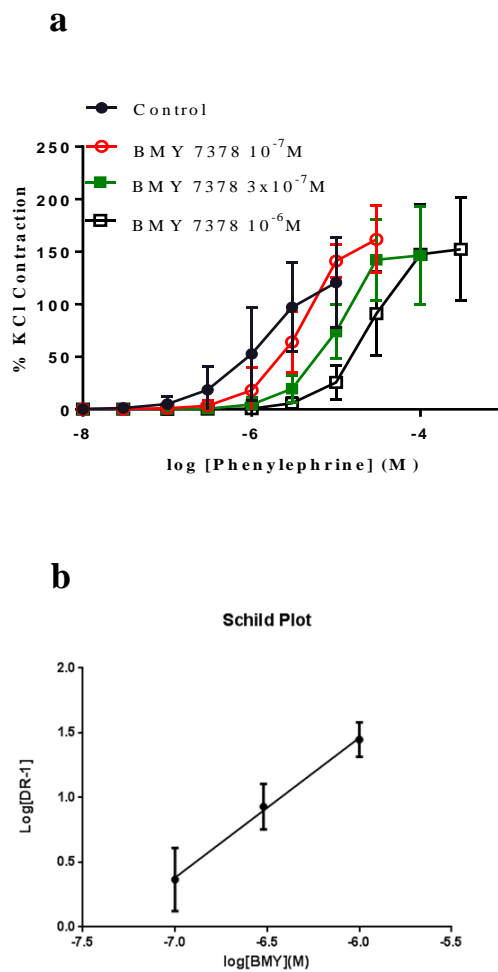 a
Control
BMY 7378 10⁻⁷M
BMY 7378 3x10⁻⁷M
BMY 7378 10⁻⁶M
250
200
150
100
50
0
% KCl Contraction
-8 -6 -4
log [Phenylephrine] (M)
b
Schild Plot
2.0
1.5
1.0
0.5
0.0
Log[DR-1]
-7.5 -7.0 -6.5 -6.0 -5.5
log[BMY](M)